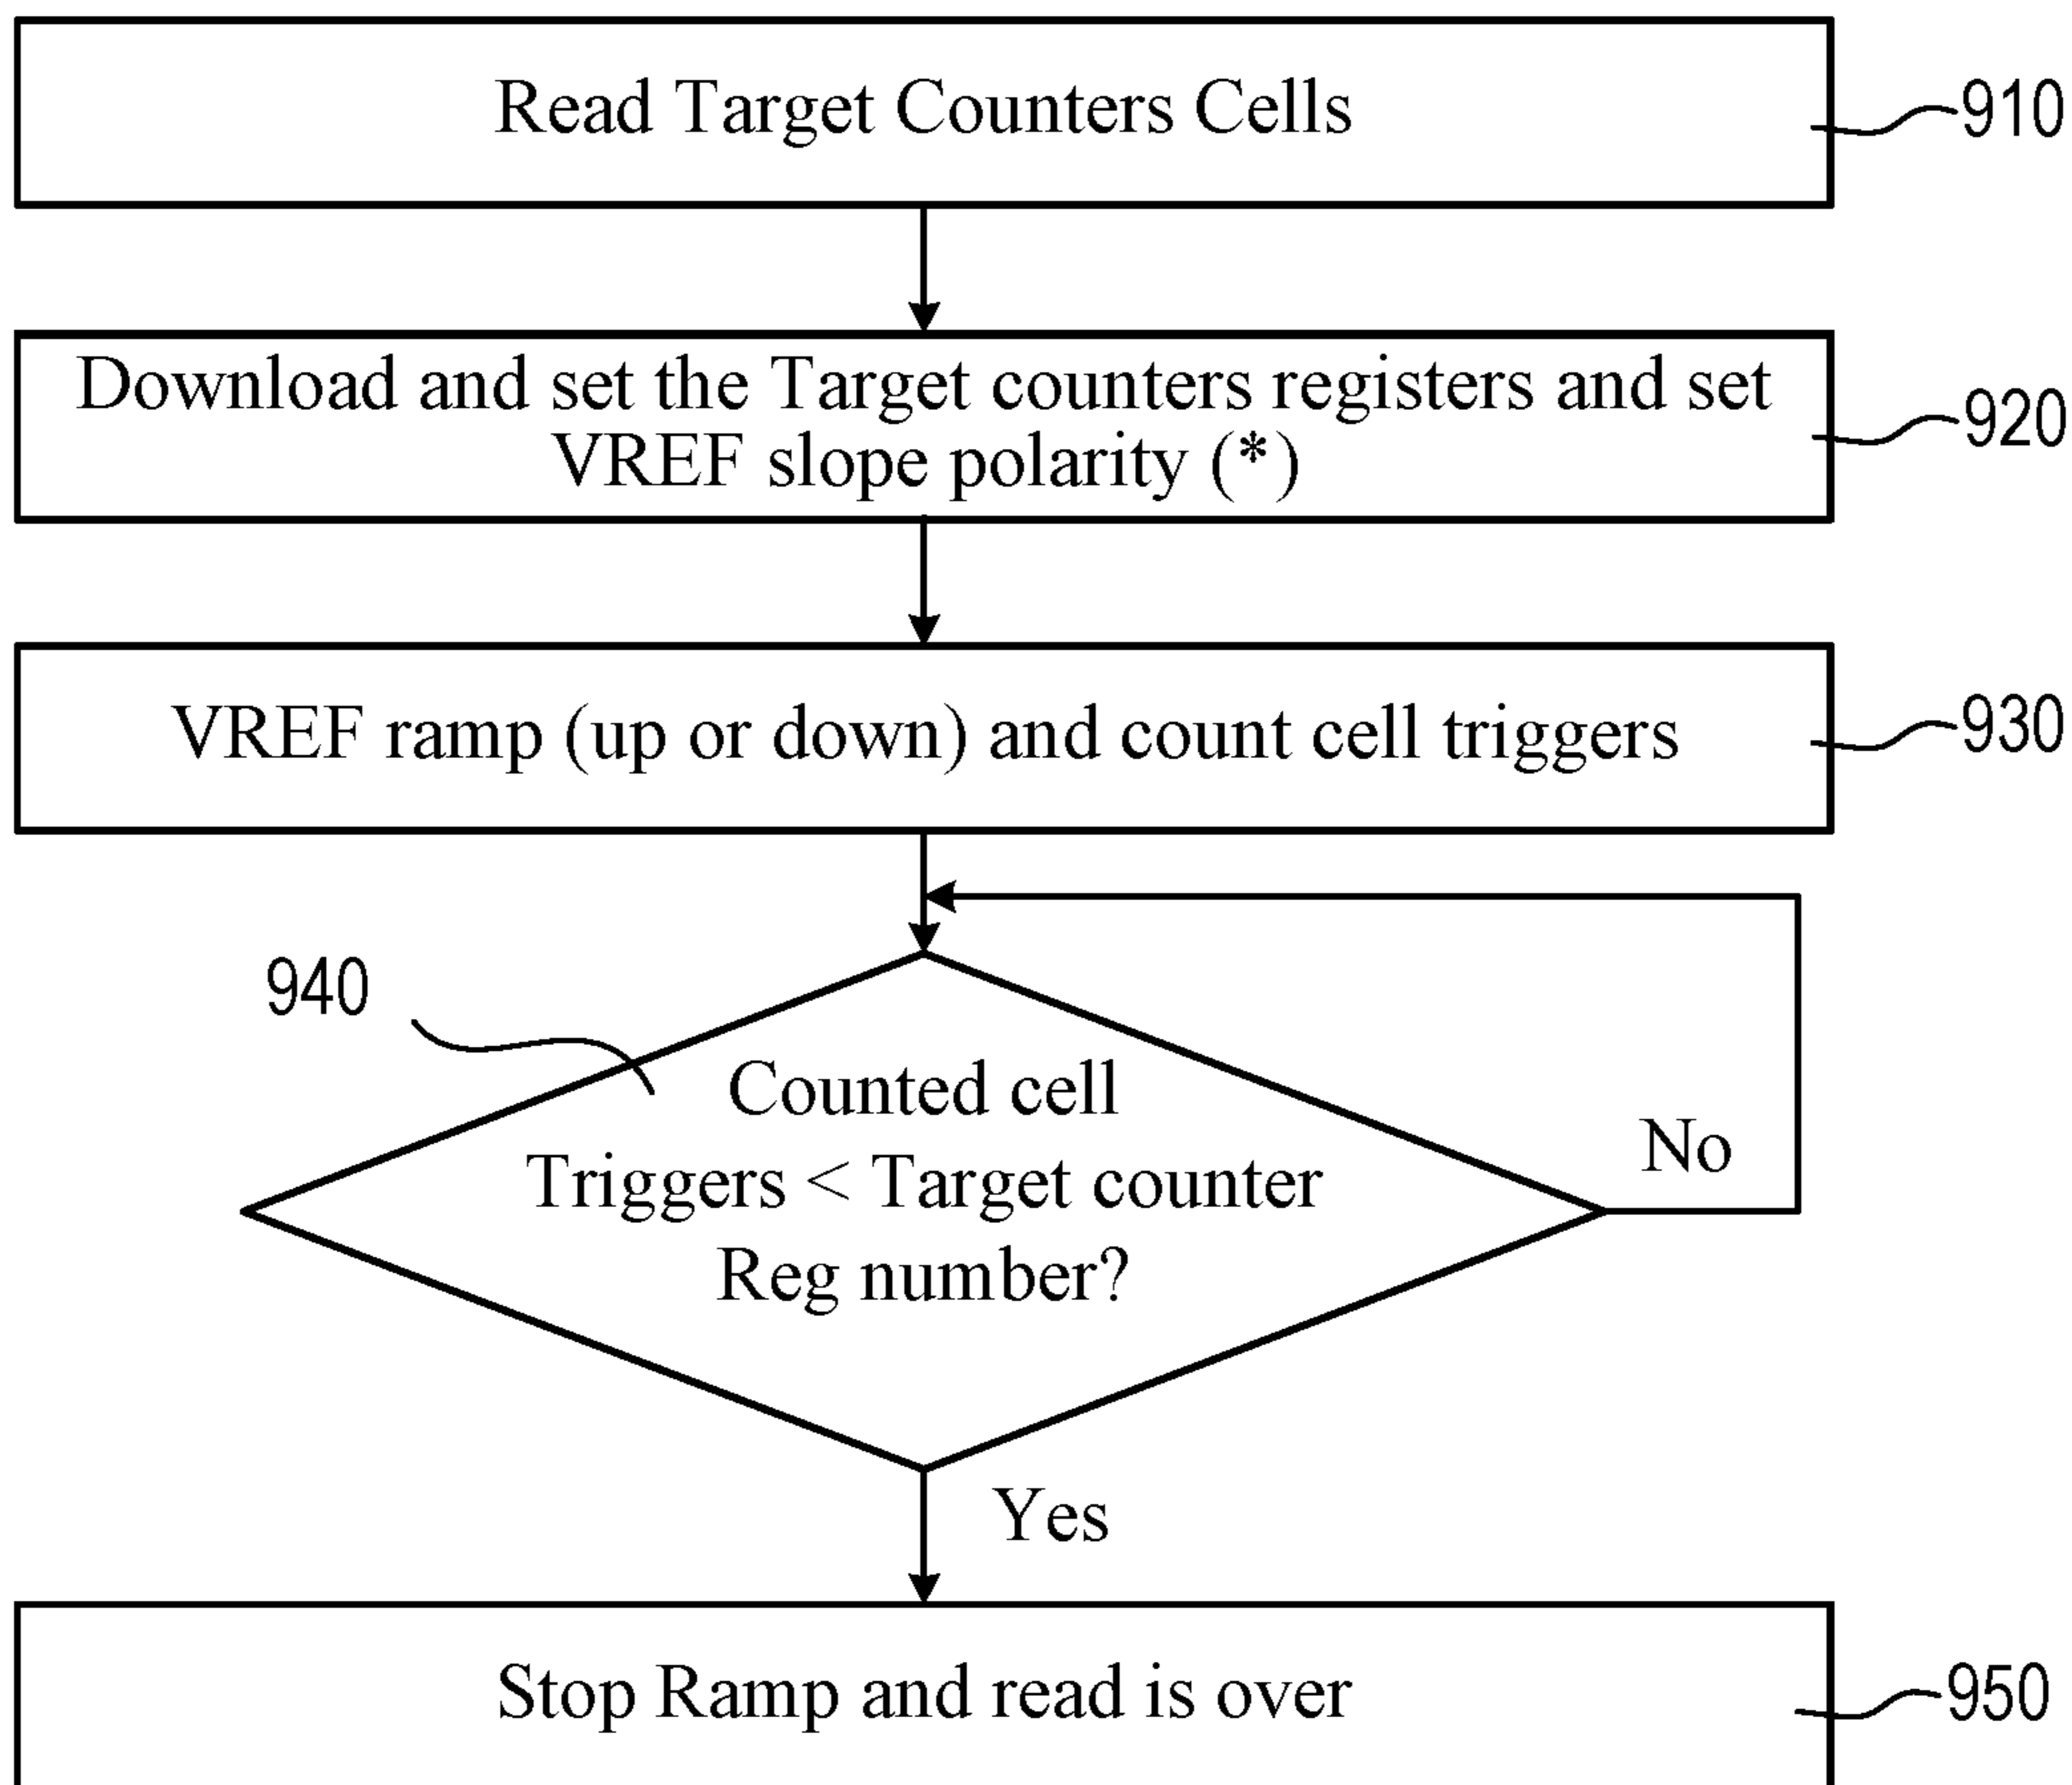 Read Target Counters Cells
910
Download and set the Target counters registers and set
VREF slope polarity (*)
920
VREF ramp (up or down) and count cell triggers
930
940
Counted cell
Triggers < Target counter
Reg number?
No
Yes
Stop Ramp and read is over
950